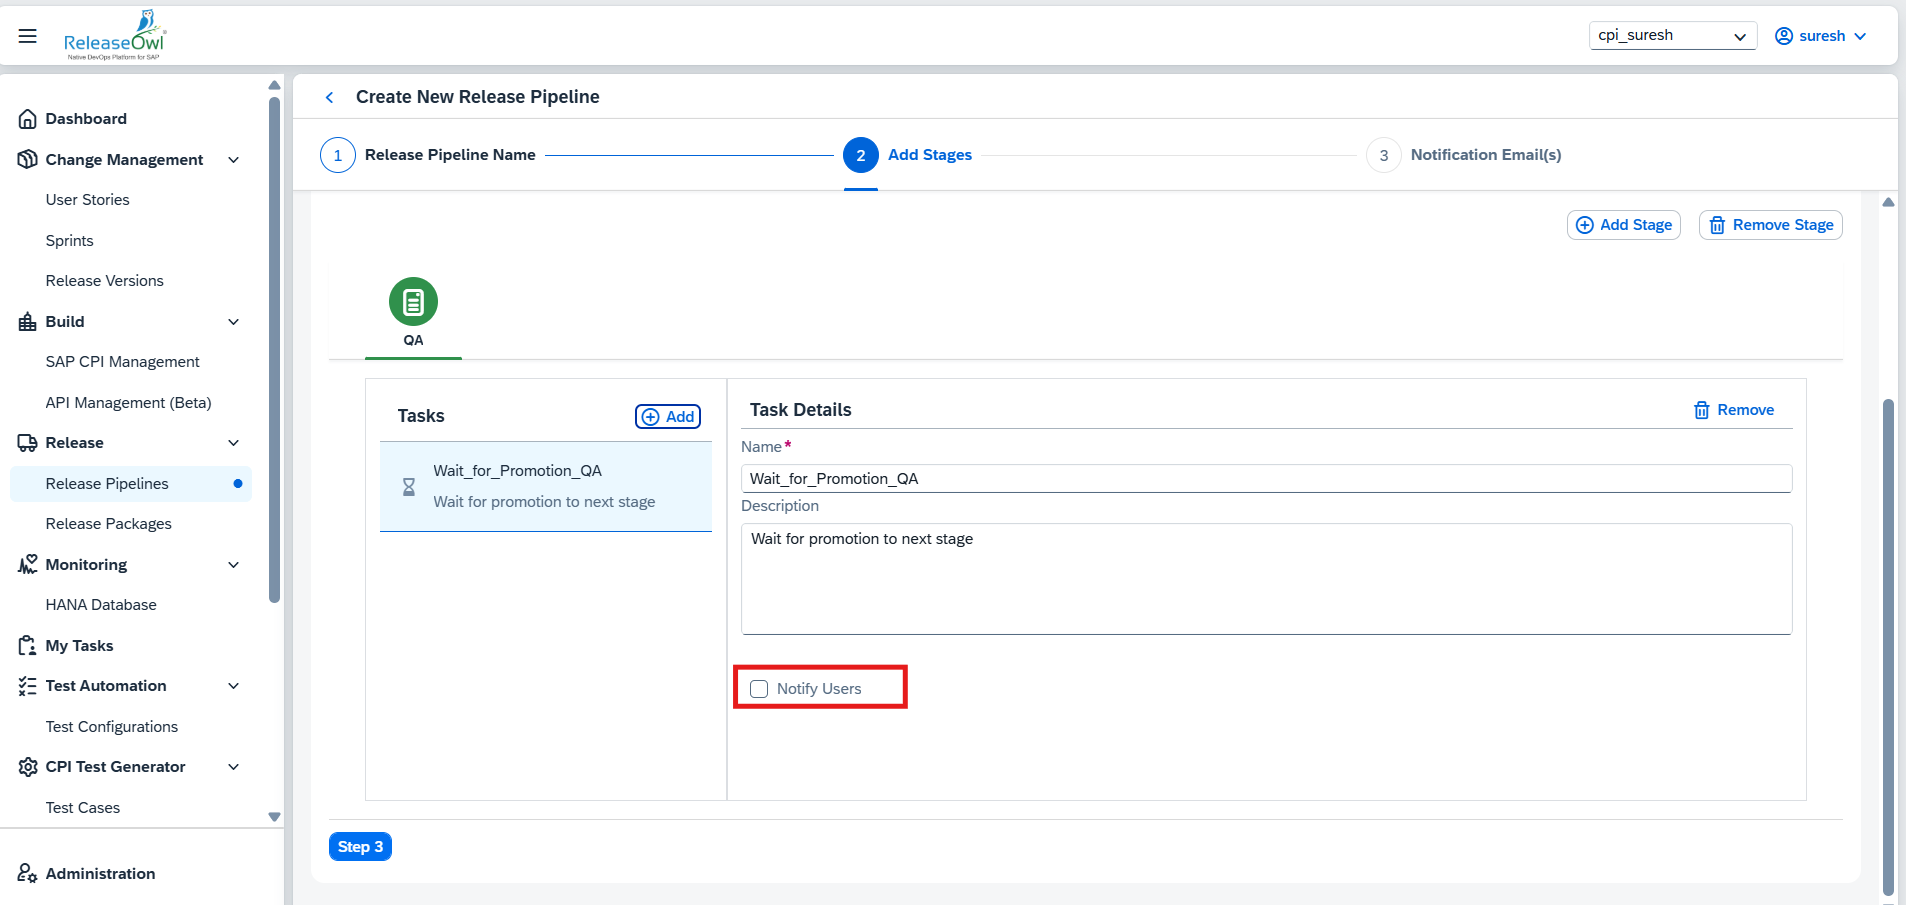 ReleaseOwl
Native DevOps Platform for SAP
cpi_suresh
suresh
Dashboard
Change Management
User Stories
Sprints
Release Versions
Build
SAP CPI Management
API Management (Beta)
Release
Release Pipelines
Release Packages
Monitoring
HANA Database
My Tasks
Test Automation
Test Configurations
CPI Test Generator
Test Cases
Administration
Create New Release Pipeline
1 Release Pipeline Name
2 Add Stages
3 Notification Email(s)
Add Stage
Remove Stage
QA
Tasks
Add
Wait_for_Promotion_QA
Wait for promotion to next stage
Task Details
Remove
Name*
Wait_for_Promotion_QA
Description
Wait for promotion to next stage
Notify Users
Step 3